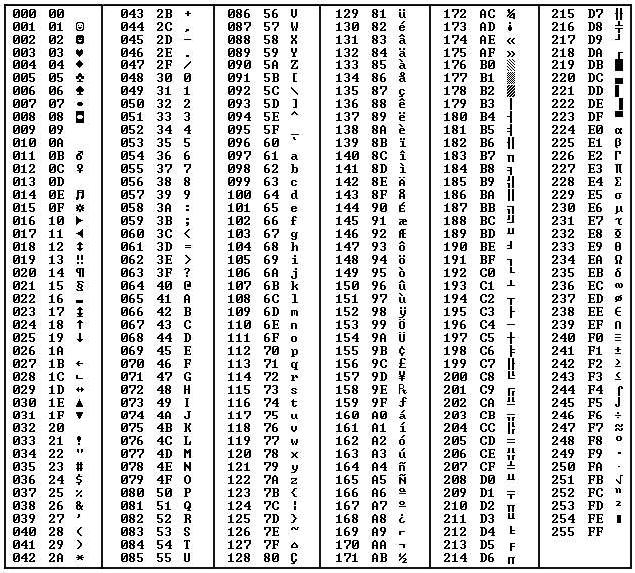 000 00
001 01 ☺
002 02 ☻
003 03 ♥
004 04 ♦
005 05 ♣
006 06 ♠
007 07 •
008 08 ◘
009 09
010 0A
011 0B ♂
012 0C ♀
013 0D
014 0E ♫
015 0F ☼
016 10 ►
017 11 ◄
018 12 ↕
019 13 ‼
020 14 ¶
021 15 §
022 16 ▬
023 17 ↨
024 18 ↑
025 19 ↓
026 1A
027 1B ←
028 1C ∟
029 1D ↔
030 1E ▲
031 1F ▼
032 20
033 21 !
034 22 "
035 23 #
036 24 $
037 25 %
038 26 &
039 27 '
040 28 (
041 29 )
042 2A *
043 2B +
044 2C ,
045 2D -
046 2E .
047 2F /
048 30 0
049 31 1
050 32 2
051 33 3
052 34 4
053 35 5
054 36 6
055 37 7
056 38 8
057 39 9
058 3A :
059 3B ;
060 3C <
061 3D =
062 3E >
063 3F ?
064 40 @
065 41 A
066 42 B
067 43 C
068 44 D
069 45 E
070 46 F
071 47 G
072 48 H
073 49 I
074 4A J
075 4B K
076 4C L
077 4D M
078 4E N
079 4F O
080 50 P
081 51 Q
082 52 R
083 53 S
084 54 T
085 55 U
086 56 V
087 57 W
088 58 X
089 59 Y
090 5A Z
091 5B [
092 5C \
093 5D ]
094 5E ^
095 5F _
096 60 `
097 61 a
098 62 b
099 63 c
100 64 d
101 65 e
102 66 f
103 67 g
104 68 h
105 69 i
106 6A j
107 6B k
108 6C l
109 6D m
110 6E n
111 6F o
112 70 p
113 71 q
114 72 r
115 73 s
116 74 t
117 75 u
118 76 v
119 77 w
120 78 x
121 79 y
122 7A z
123 7B {
124 7C ¦
125 7D }
126 7E ~
127 7F ⌂
128 80 Ç
129 81 ü
130 82 é
131 83 â
132 84 ä
133 85 à
134 86 å
135 87 ç
136 88 ê
137 89 ë
138 8A è
139 8B ï
140 8C î
141 8D ì
142 8E Ä
143 8F Å
144 90 É
145 91 æ
146 92 Æ
147 93 ô
148 94 ö
149 95 ò
150 96 û
151 97 ù
152 98 ÿ
153 99 Ö
154 9A Ü
155 9B ¢
156 9C £
157 9D ¥
158 9E ₧
159 9F ƒ
160 A0 á
161 A1 í
162 A2 ó
163 A3 ú
164 A4 ñ
165 A5 Ñ
166 A6 ª
167 A7 º
168 A8 ¿
169 A9 ⌐
170 AA ¬
171 AB ½
172 AC ¼
173 AD ¡
174 AE «
175 AF »
176 B0 ░
177 B1 ▒
178 B2 ▓
179 B3 │
180 B4 ┤
181 B5 ╡
182 B6 ╢
183 B7 ╖
184 B8 ╕
185 B9 ╣
186 BA ║
187 BB ╗
188 BC ╝
189 BD ╜
190 BE ╛
191 BF ┐
192 C0 └
193 C1 ┴
194 C2 ┬
195 C3 ├
196 C4 ─
197 C5 ┼
198 C6 ╞
199 C7 ╟
200 C8 ╚
201 C9 ╔
202 CA ╩
203 CB ╦
204 CC ╠
205 CD ═
206 CE ╬
207 CF ╧
208 D0 ╨
209 D1 ╤
210 D2 ╥
211 D3 ╙
212 D4 ╘
213 D5 ╒
214 D6 ╓
215 D7 ╫
216 D8 ╪
217 D9 ┘
218 DA ┌
219 DB █
220 DC ▄
221 DD ▌
222 DE ▐
223 DF ▀
224 E0 α
225 E1 β
226 E2 Γ
227 E3 Π
228 E4 Σ
229 E5 σ
230 E6 µ
231 E7 τ
232 E8 Φ
233 E9 θ
234 EA Ω
235 EB δ
236 EC ∞
237 ED ø
238 EE ∈
239 EF ∩
240 F0 ≡
241 F1 ±
242 F2 ≥
243 F3 ≤
244 F4 ⌠
245 F5 ⌡
246 F6 ÷
247 F7 ≈
248 F8 °
249 F9 ∙
250 FA ·
251 FB √
252 FC ⁿ
253 FD ²
254 FE ■
255 FF